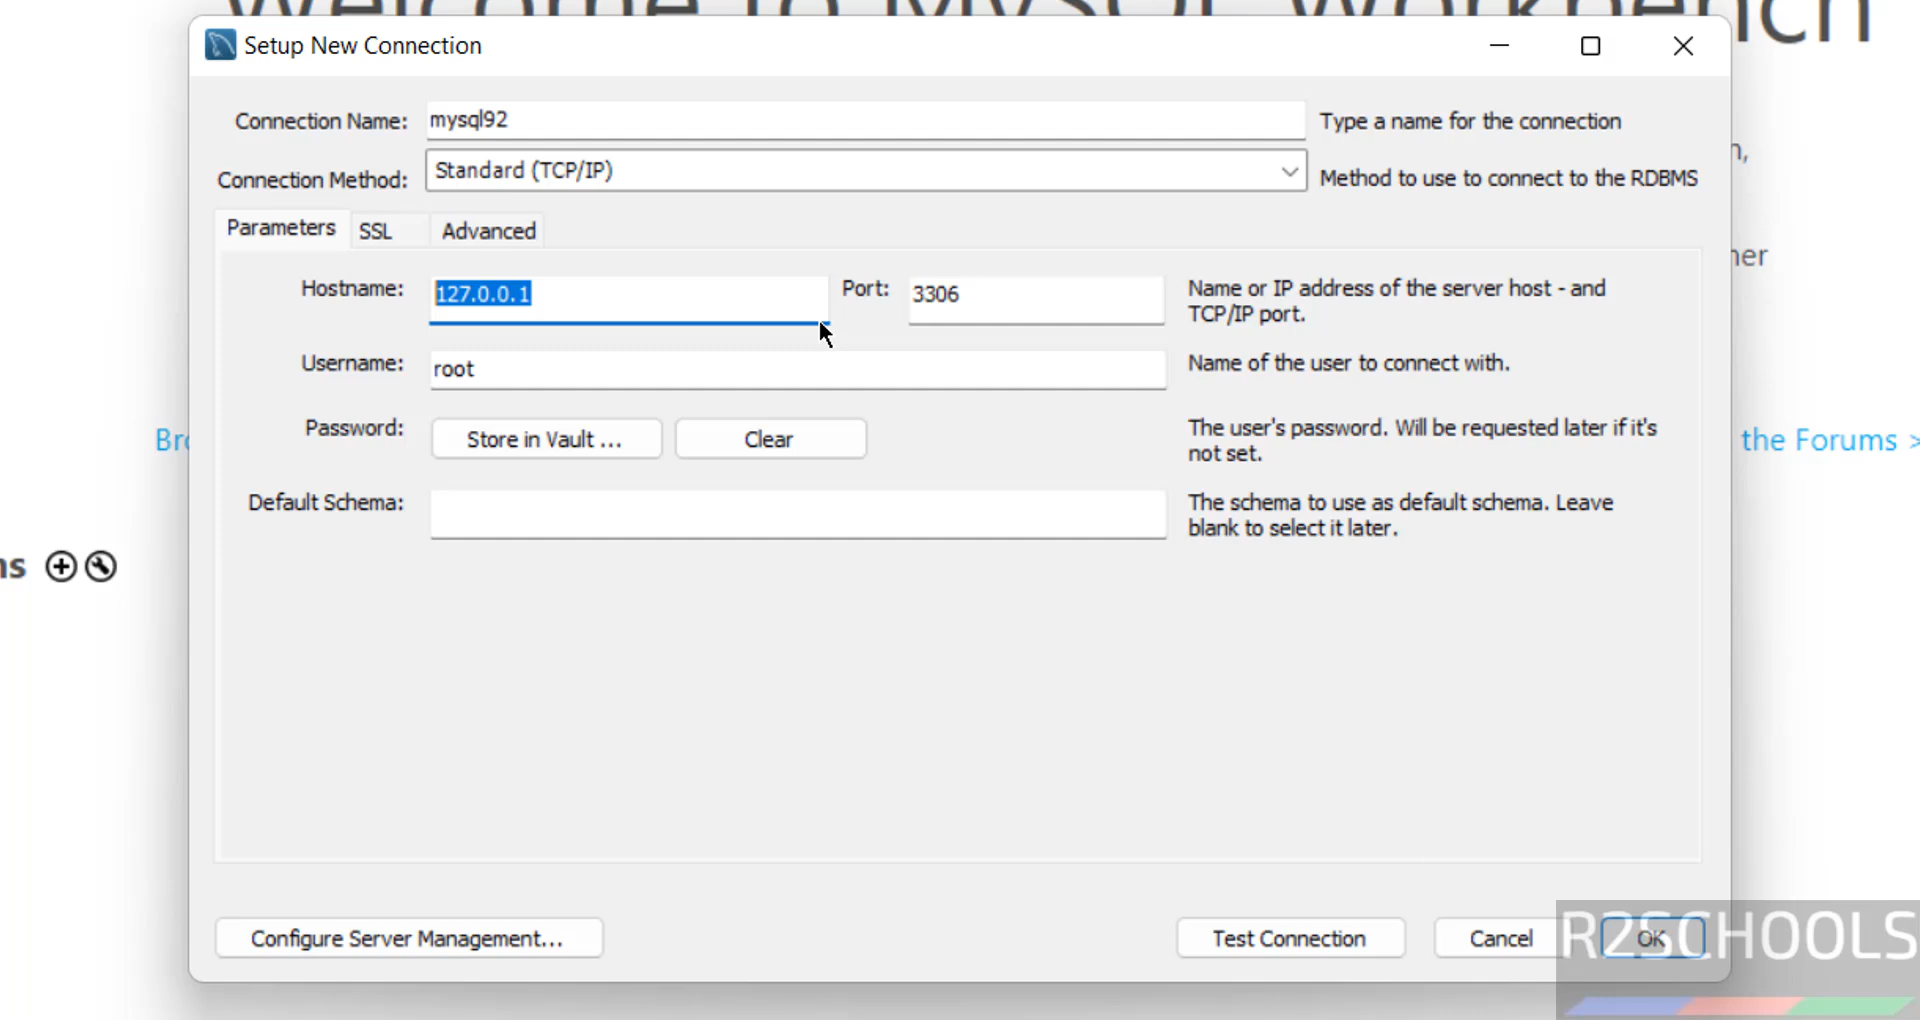 Welcome to MySQL Workbench
Setup New Connection
Connection Name: mysql92 Type a name for the connection
Connection Method: Standard (TCP/IP) Method to use to connect to the RDBMS
Parameters SSL Advanced
Hostname: 127.0.0.1 Port: 3306 Name or IP address of the server host - and
TCP/IP port.
Username: root Name of the user to connect with.
Password: Store in Vault ... Clear The user's password. Will be requested later if it's
not set.
the Forums >
Default Schema: The schema to use as default schema. Leave
blank to select it later.
Configure Server Management... Test Connection Cancel OK
R2SCHOOLS